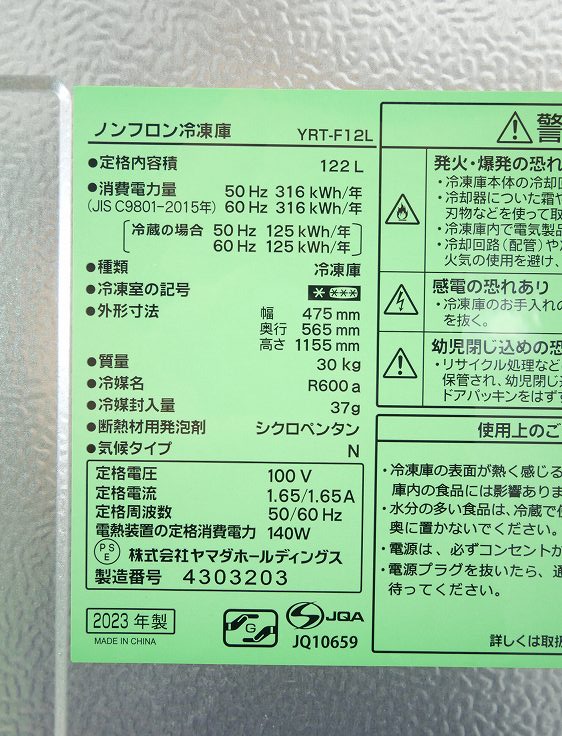 ノンフロン冷凍庫 YRT-F12L
●定格内容積 122 L
●消費電力量 50 Hz 316 kWh/年
(JIS C9801-2015年) 60 Hz 316 kWh/年
冷蔵の場合 50 Hz 125 kWh/年
60 Hz 125 kWh/年
●種類 冷凍庫
●冷凍室の記号
●外形寸法 幅 475 mm
奥行 565 mm
高さ 1155 mm
●質量 30 kg
●冷媒名 R600 a
●冷媒封入量 37g
●断熱材用発泡剤 シクロペンタン
●気候タイプ N
定格電圧 100 V
定格電流 1.65/1.65A
定格周波数 50/60 Hz
電熱装置の定格消費電力 140W
PSE 株式会社ヤマダホールディングス
製造番号 4303203
2023 年製
MADE IN CHINA
G
JQA
JQ10659
警
発火・爆発の恐れ
・冷凍庫本体の冷却回
・冷却器についた霜や
刃物などを使って取
・冷凍庫内で電気製品
・冷却回路(配管)や
火気の使用を避け、
感電の恐れあり
・冷凍庫のお手入れの
を抜く。
幼児閉じ込めの恐
・リサイクル処理など
保管され、幼児閉じ
ドアパッキンをはず
使用上のご
・冷凍庫の表面が熱く感じる
庫内の食品には影響ありま
・水分の多い食品は、冷蔵で使
奥に置かないでください。
・電源は、必ずコンセントが
・電源プラグを抜いたら、通
待ってください。
詳しくは取扱